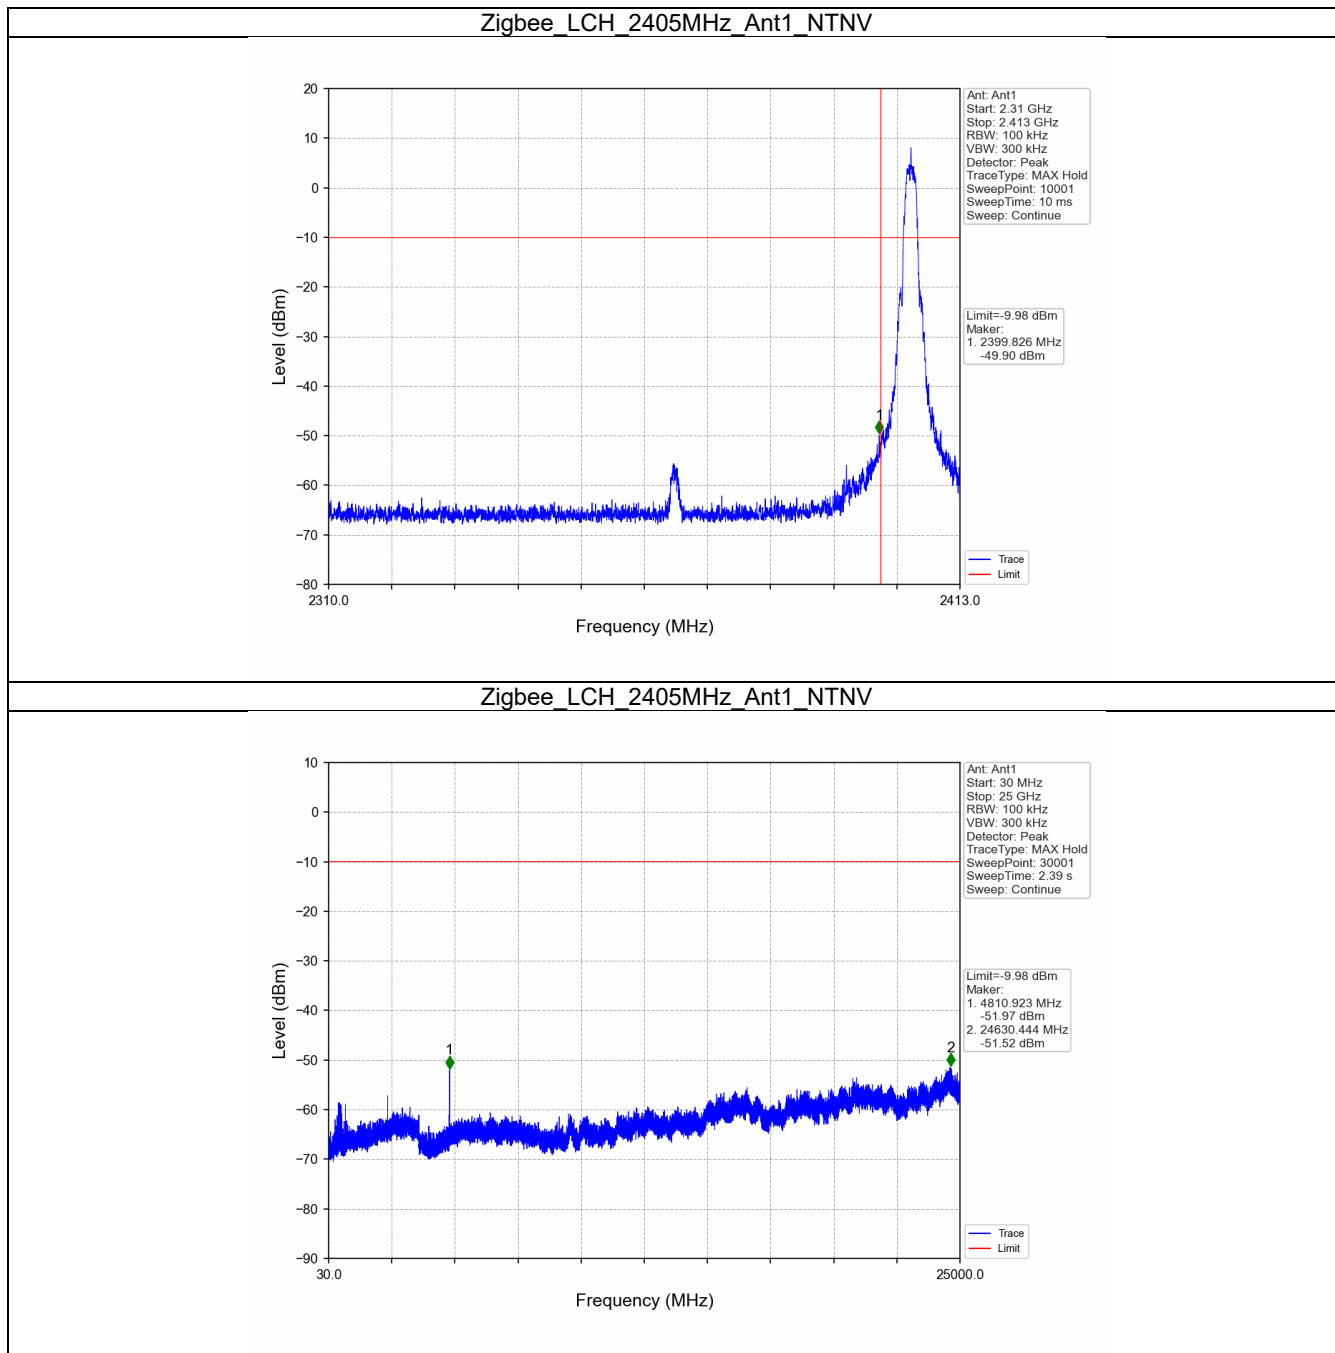 Zigbee_LCH_2405MHz_Ant1_NTNV
20
10
0
−10
−20
−30
−40
−50
−60
−70
−80
Level (dBm)
1
2310.0
2413.0
Frequency (MHz)
Ant: Ant1
Start: 2.31 GHz
Stop: 2.413 GHz
RBW: 100 kHz
VBW: 300 kHz
Detector: Peak
TraceType: MAX Hold
SweepPoint: 10001
SweepTime: 10 ms
Sweep: Continue
Limit=-9.98 dBm
Maker:
1. 2399.826 MHz
-49.90 dBm
Trace
Limit
Zigbee_LCH_2405MHz_Ant1_NTNV
10
0
−10
−20
−30
−40
−50
−60
−70
−80
−90
Level (dBm)
1
2
30.0
25000.0
Frequency (MHz)
Ant: Ant1
Start: 30 MHz
Stop: 25 GHz
RBW: 100 kHz
VBW: 300 kHz
Detector: Peak
TraceType: MAX Hold
SweepPoint: 30001
SweepTime: 2.39 s
Sweep: Continue
Limit=-9.98 dBm
Maker:
1. 4810.923 MHz
-51.97 dBm
2. 24630.444 MHz
-51.52 dBm
Trace
Limit